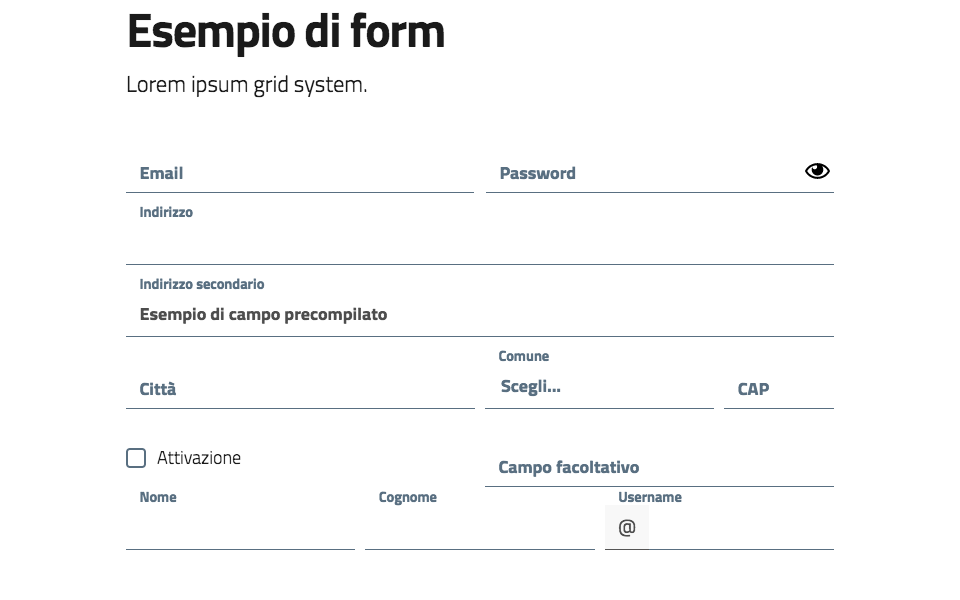 Esempio di form
Lorem ipsum grid system.
Email
Password
Indirizzo
Indirizzo secondario
Esempio di campo precompilato
Città
Comune
Scegli...
CAP
Attivazione
Campo facoltativo
Nome
Cognome
Username
@